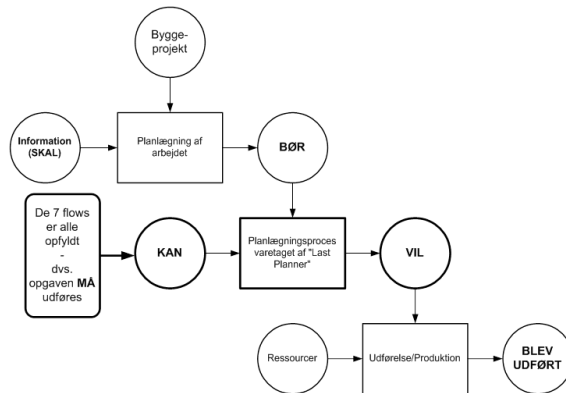 Bygge-
projekt
Information
(SKAL)
Planlægning af
arbejdet
BØR
De 7 flows
er alle
opfyldt
-
dvs.
opgaven MÅ
udføres
KAN
Planlægningsproces
varetaget af "Last
Planner"
VIL
Ressourcer
Udførelse/Produktion
BLEV
UDFØRT